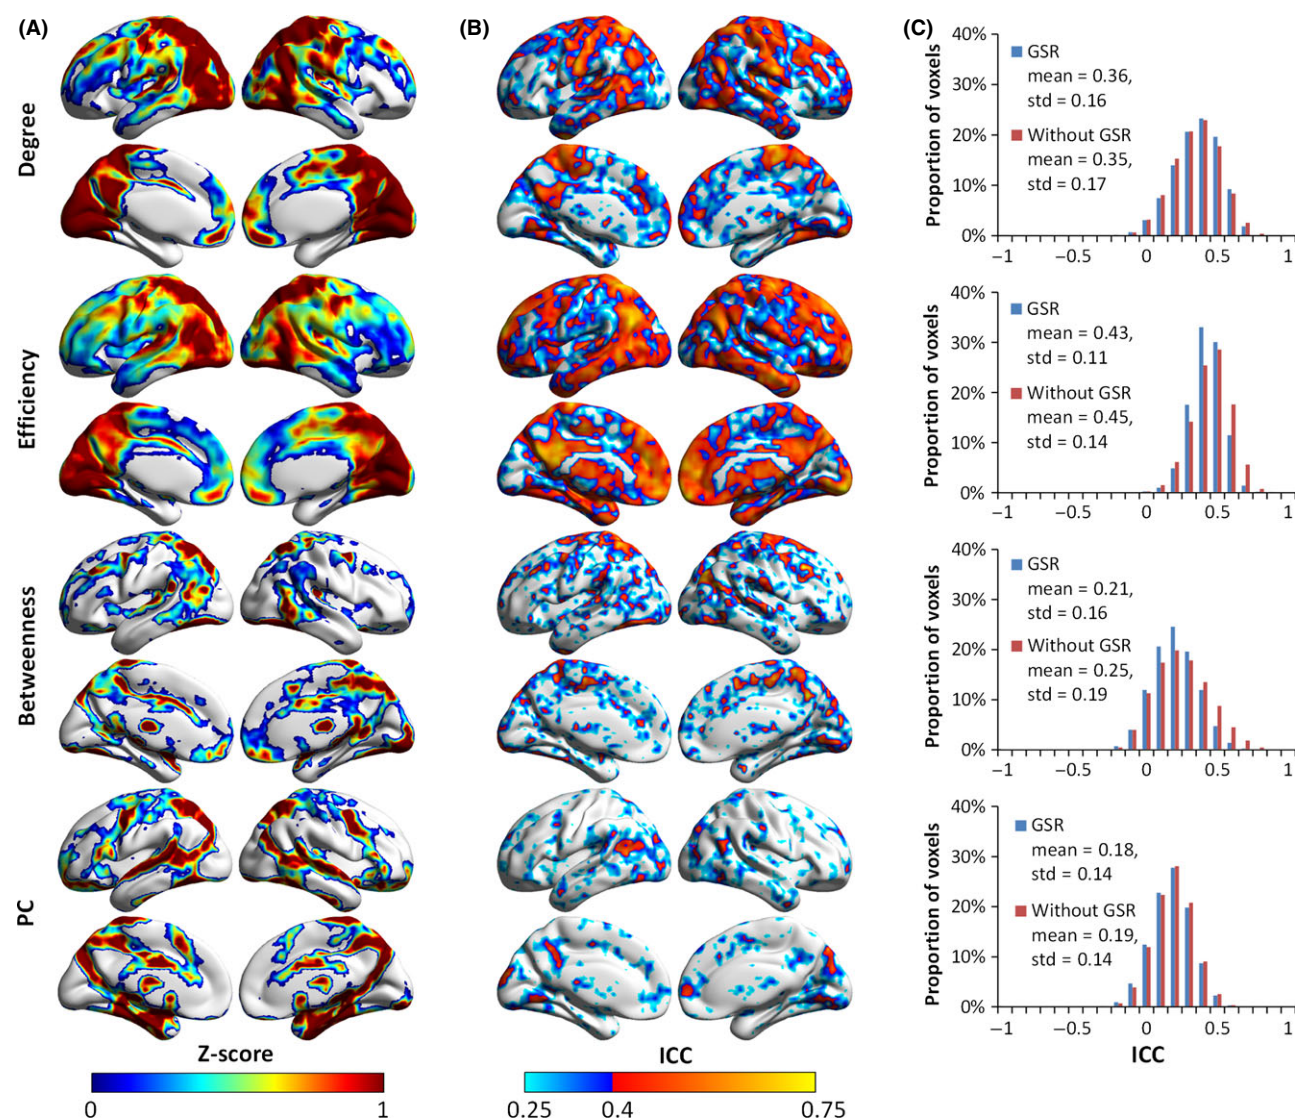 (A)
(B)
(C)
Degree
Efficiency
Betweenness
PC
Z-score
0 1
ICC
0.25 0.4 0.75
Proportion of voxels
40%
30%
20%
10%
0%
GSR
mean = 0.36,
std = 0.16
Without GSR
mean = 0.35,
std = 0.17
−1 −0.5 0 0.5 1
Proportion of voxels
40%
30%
20%
10%
0%
GSR
mean = 0.43,
std = 0.11
Without GSR
mean = 0.45,
std = 0.14
−1 −0.5 0 0.5 1
Proportion of voxels
40%
30%
20%
10%
0%
GSR
mean = 0.21,
std = 0.16
Without GSR
mean = 0.25,
std = 0.19
−1 −0.5 0 0.5 1
Proportion of voxels
40%
30%
20%
10%
0%
GSR
mean = 0.18,
std = 0.14
Without GSR
mean = 0.19,
std = 0.14
−1 −0.5 0 0.5 1
ICC